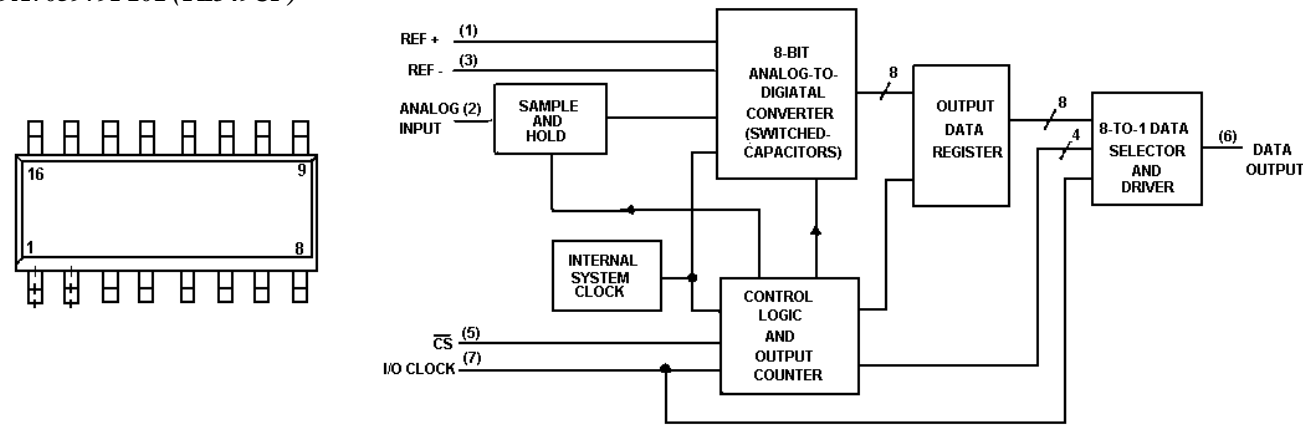 16
9
1
8
REF + (1)
REF - (3)
ANALOG (2)
INPUT
SAMPLE
AND
HOLD
8-BIT
ANALOG-TO-
DIGIATAL
CONVERTER
(SWITCHED-
CAPACITORS)
8
OUTPUT
DATA
REGISTER
8
4
8-TO-1 DATA
SELECTOR
AND
DRIVER
(6)
DATA
OUTPUT
INTERNAL
SYSTEM
CLOCK
CONTROL
LOGIC
AND
OUTPUT
COUNTER
CS (5)
I/O CLOCK (7)